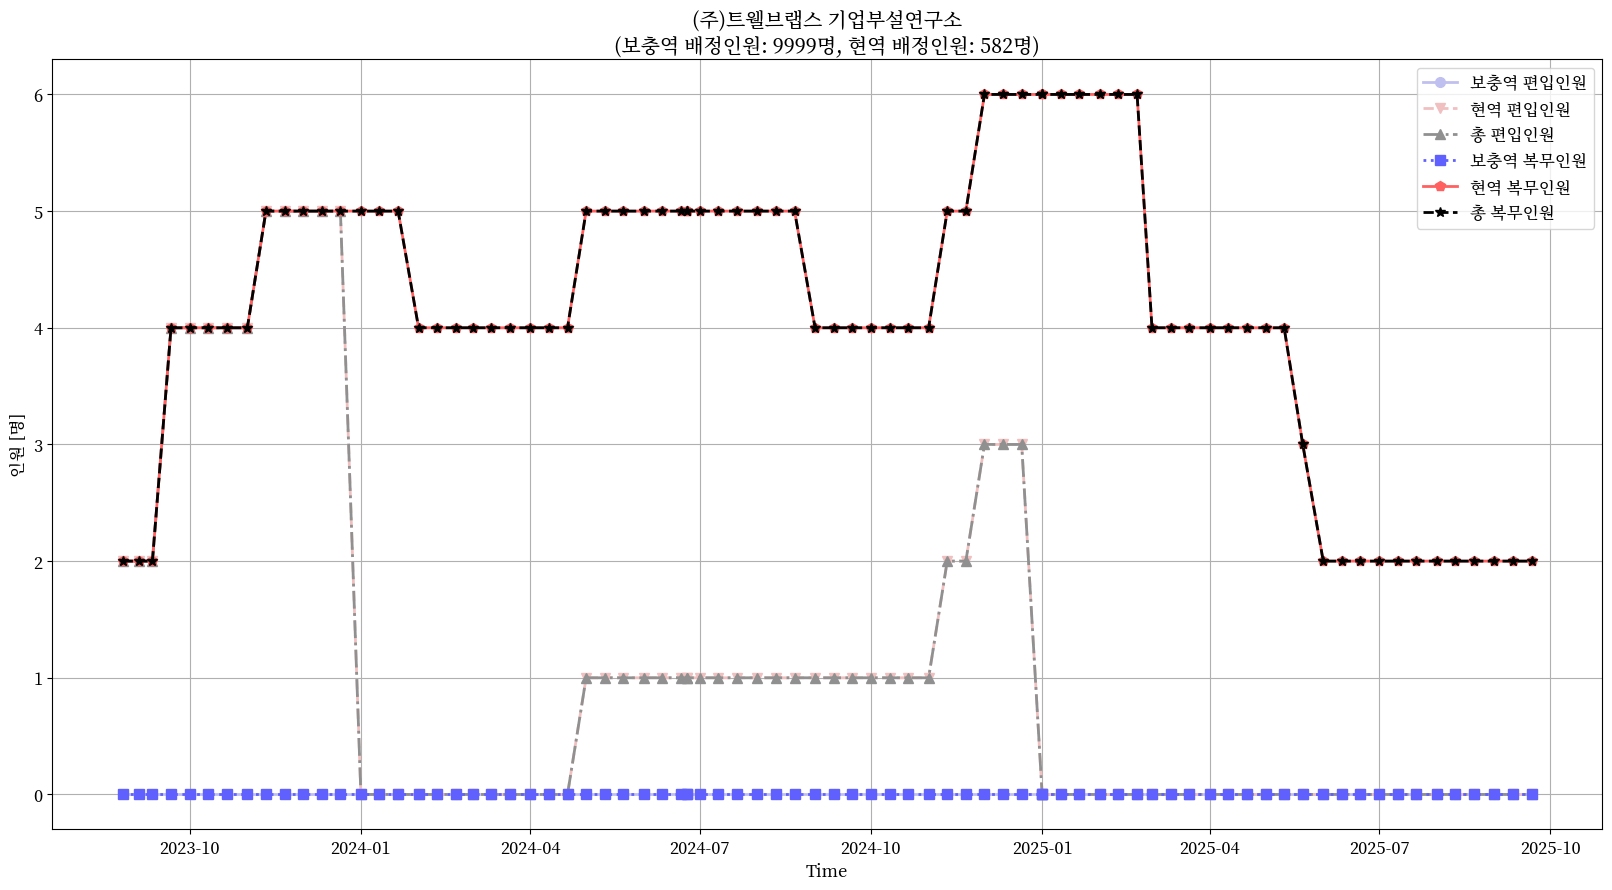 (주)트웰브랩스 기업부설연구소
(보충역 배정인원: 9999명, 현역 배정인원: 582명)
보충역 편입인원
현역 편입인원
총 편입인원
보충역 복무인원
현역 복무인원
총 복무인원
인원 [명]
6
5
4
3
2
1
0
2023-10
2024-01
2024-04
2024-07
2024-10
2025-01
2025-04
2025-07
2025-10
Time